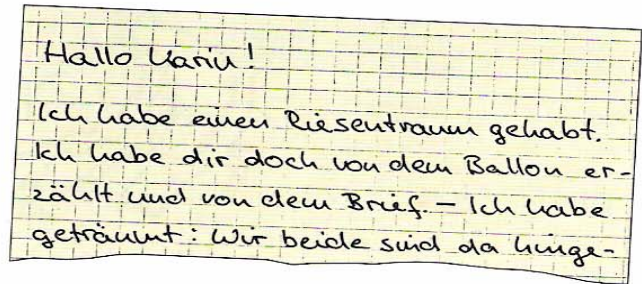 Hallo Karin!
Ich habe einen Riesentraum gehabt.
Ich habe dir doch von dem Ballon er-
zählt und von dem Brief. – Ich habe
geträumt: Wir beide sind da hinge-